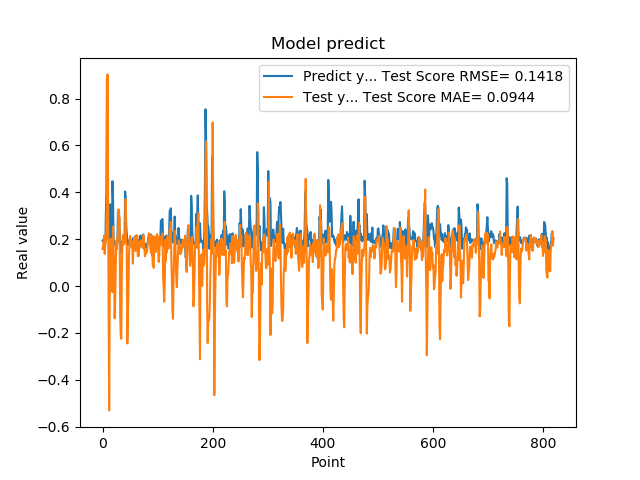 Model predict
Predict y... Test Score RMSE= 0.1418
Test y... Test Score MAE= 0.0944
Real value
0.8
0.6
0.4
0.2
0.0
−0.2
−0.4
−0.6
0 200 400 600 800
Point